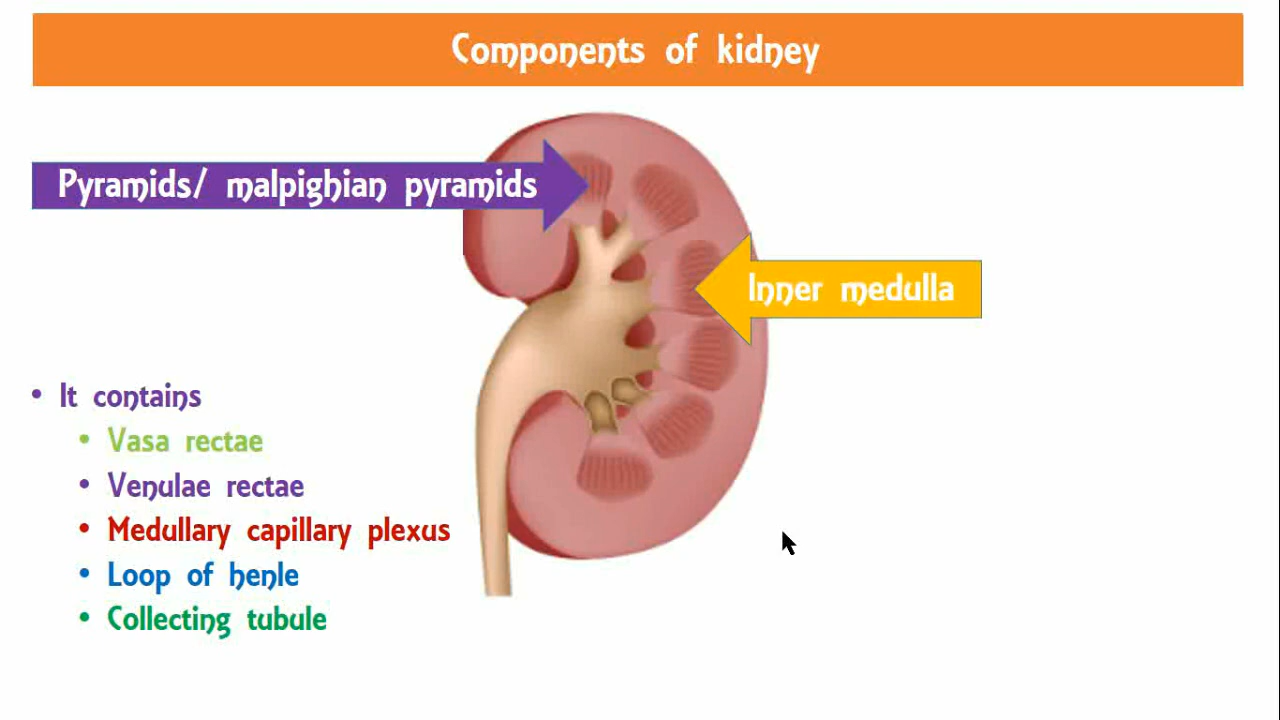 Components of kidney
Pyramids/ malpighian pyramids
Inner medulla
• It contains
• Vasa rectae
• Venulae rectae
• Medullary capillary plexus
• Loop of henle
• Collecting tubule